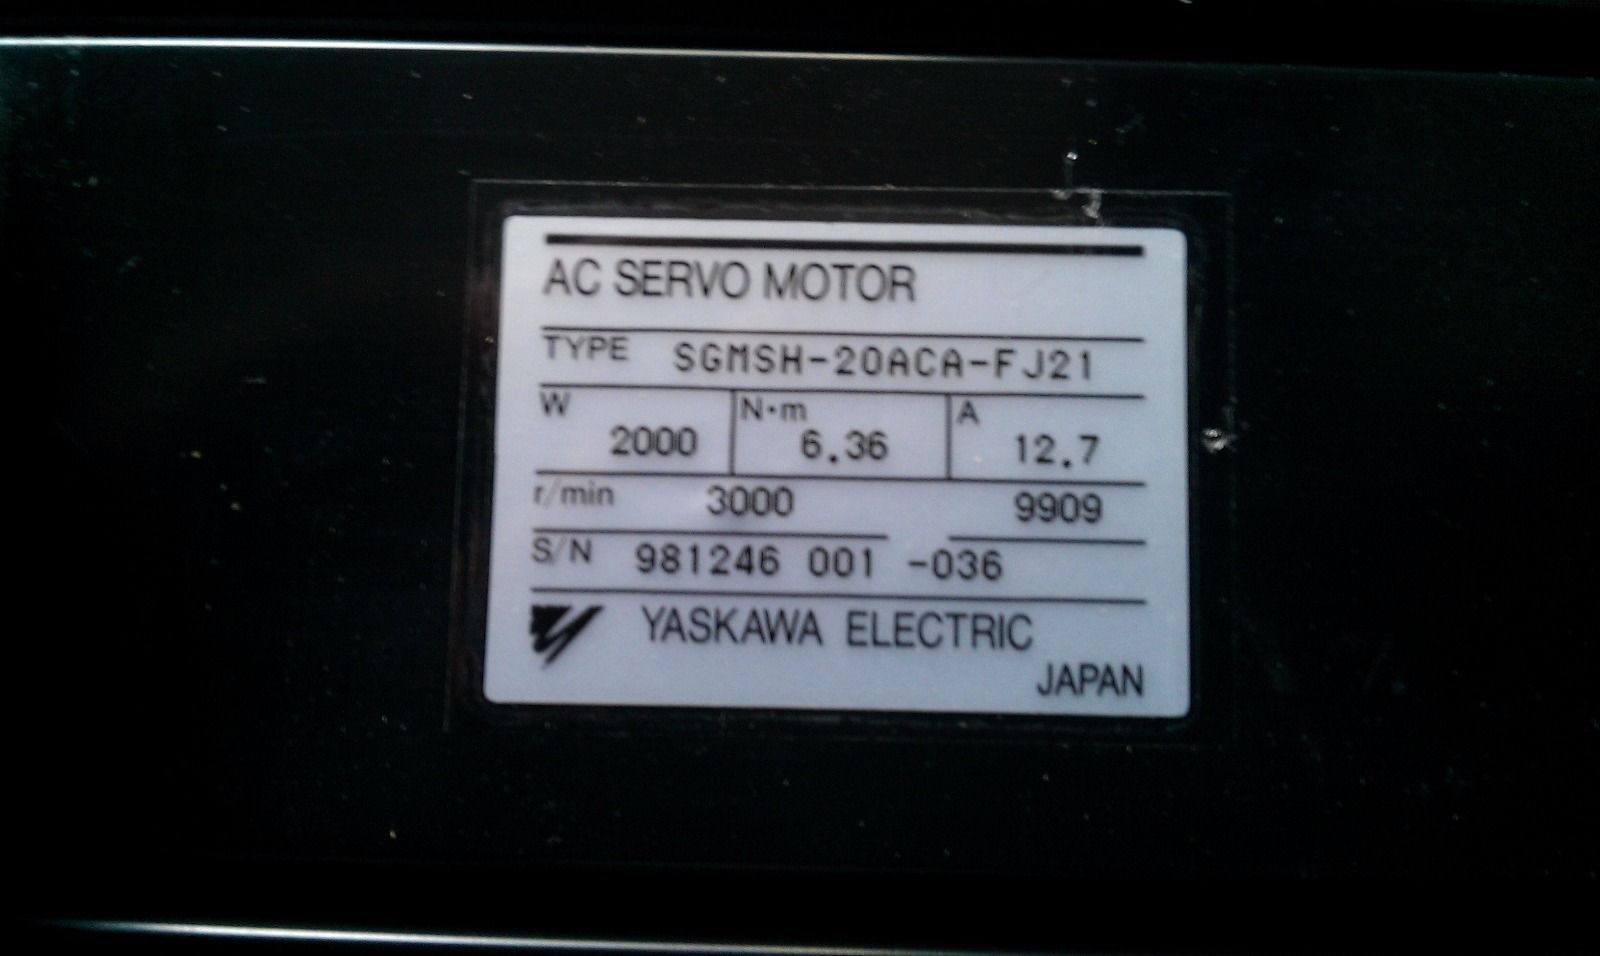 AC SERVO MOTOR
TYPE SGMSH-20ACA-FJ21
W N·m A
2000 6.36 12.7
r/min 3000 9909
S/N 981246 001 -036
YASKAWA ELECTRIC
JAPAN